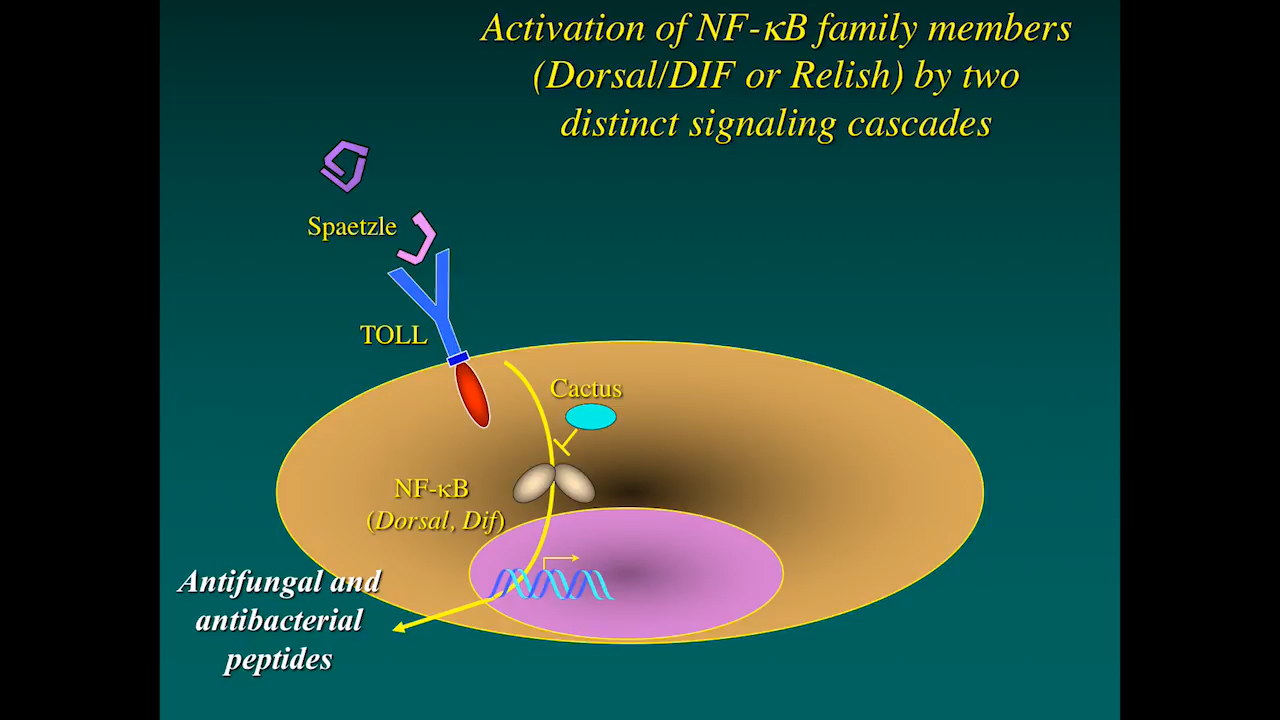 Activation of NF-κB family members
(Dorsal/DIF or Relish) by two
distinct signaling cascades
Spaetzle
TOLL
Cactus
NF-κB
(Dorsal, Dif)
Antifungal and
antibacterial
peptides